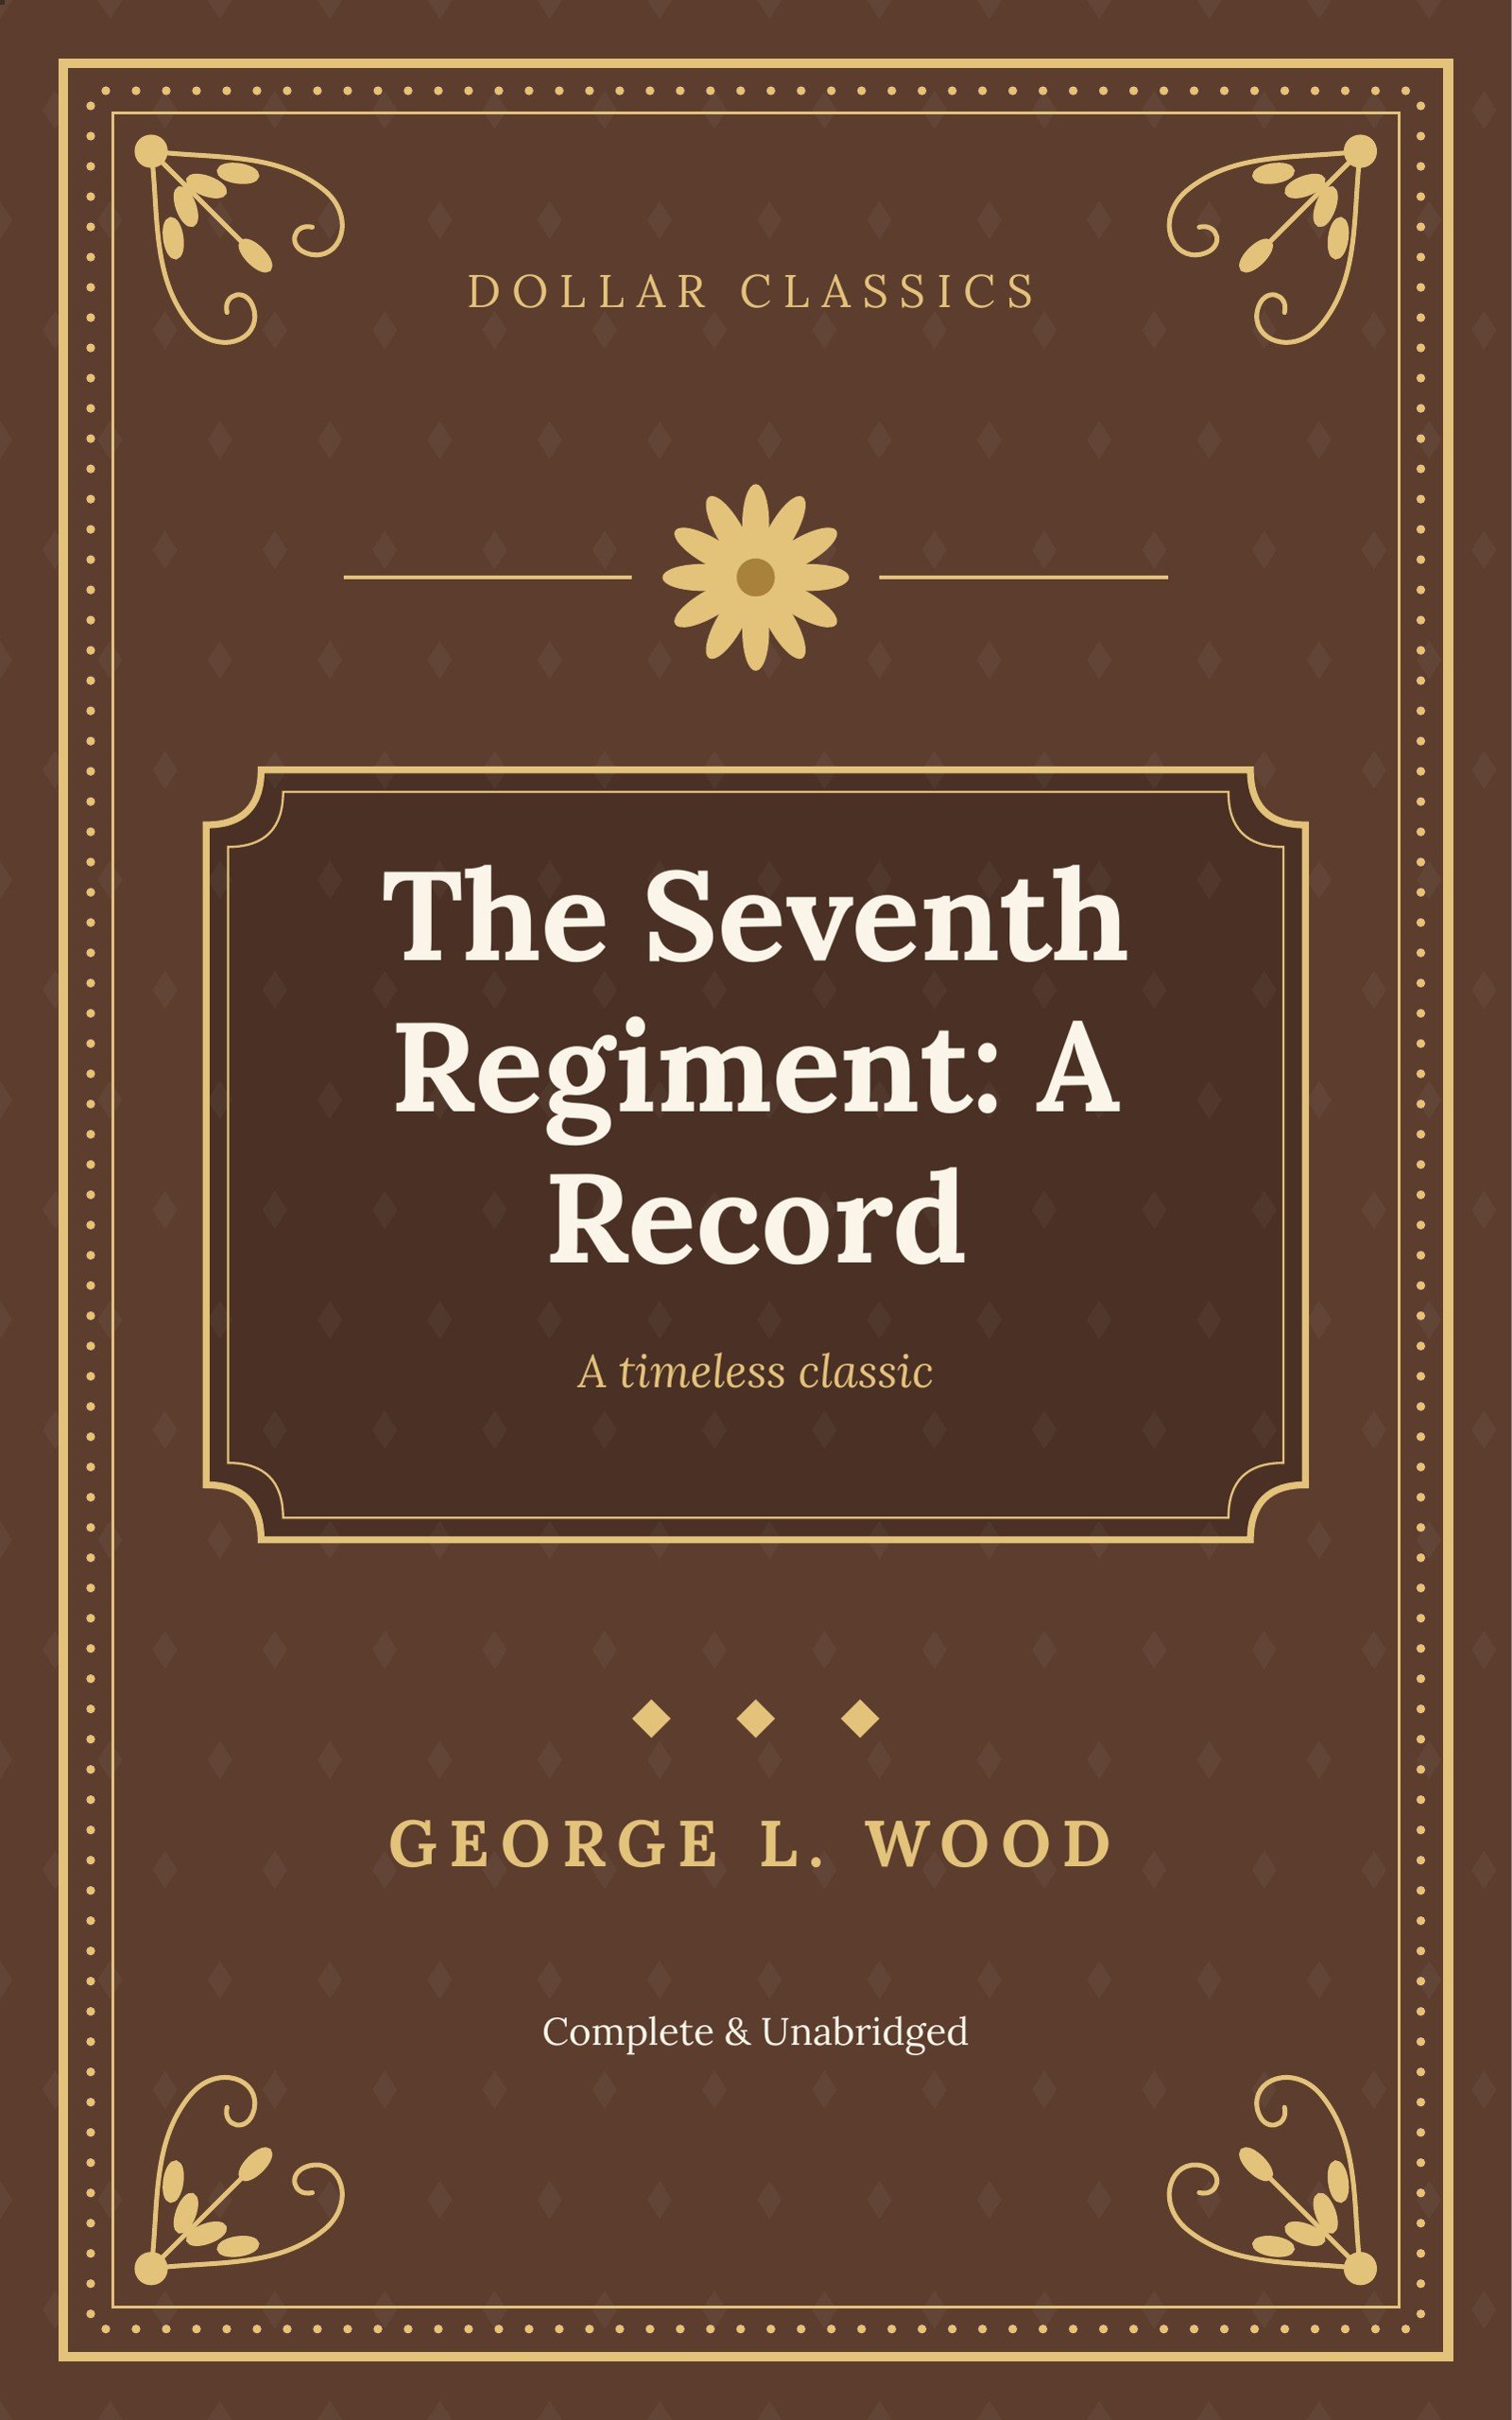 DOLLAR CLASSICS
The Seventh
Regiment: A
Record
A timeless classic
GEORGE L. WOOD
Complete & Unabridged